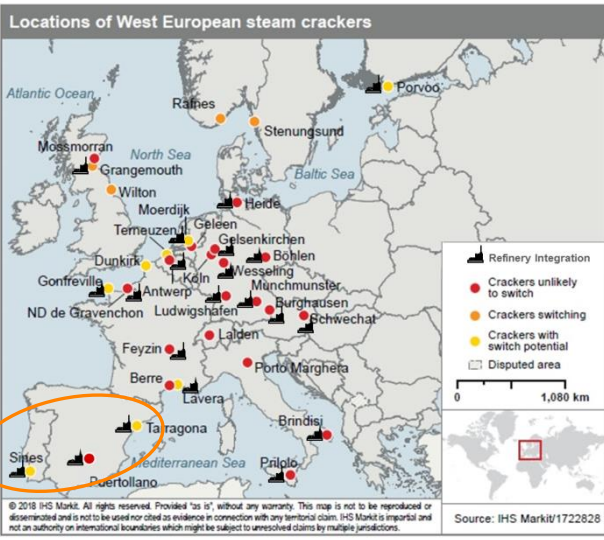 Locations of West European steam crackers
Atlantic Ocean
Rafnes
Porvoo
Stenungsund
Mossmorran
North Sea
Grangemouth
Baltic Sea
Wilton
Moerdijk
Heide
Terneuzen
Geleen
Gelsenkirchen
Dunkirk
Böhlen
Köln
Wesseling
Gonfreville
Antwerp
Münchmunster
ND de Gravenchon
Ludwigshafen
Burghausen
Schwechat
Feyzin
Lalden
Porto Marghera
Berre
Lavera
Tarragona
Brindisi
Sines
Mediterranean Sea
Prilolo
Puertollano
Refinery Integration
Crackers unlikely
to switch
Crackers switching
Crackers with
switch potential
Disputed area
0
1,080 km
© 2018 IHS Markit. All rights reserved. Provided "as is", without any warranty. This map is not to be reproduced or
disseminated and is not to be used nor cited as evidence in connection with any territorial claim. IHS Markit is impartial and
not an authority on international boundaries which might be subject to unresolved claims by multiple jurisdictions.
Source: IHS Markit/1722828